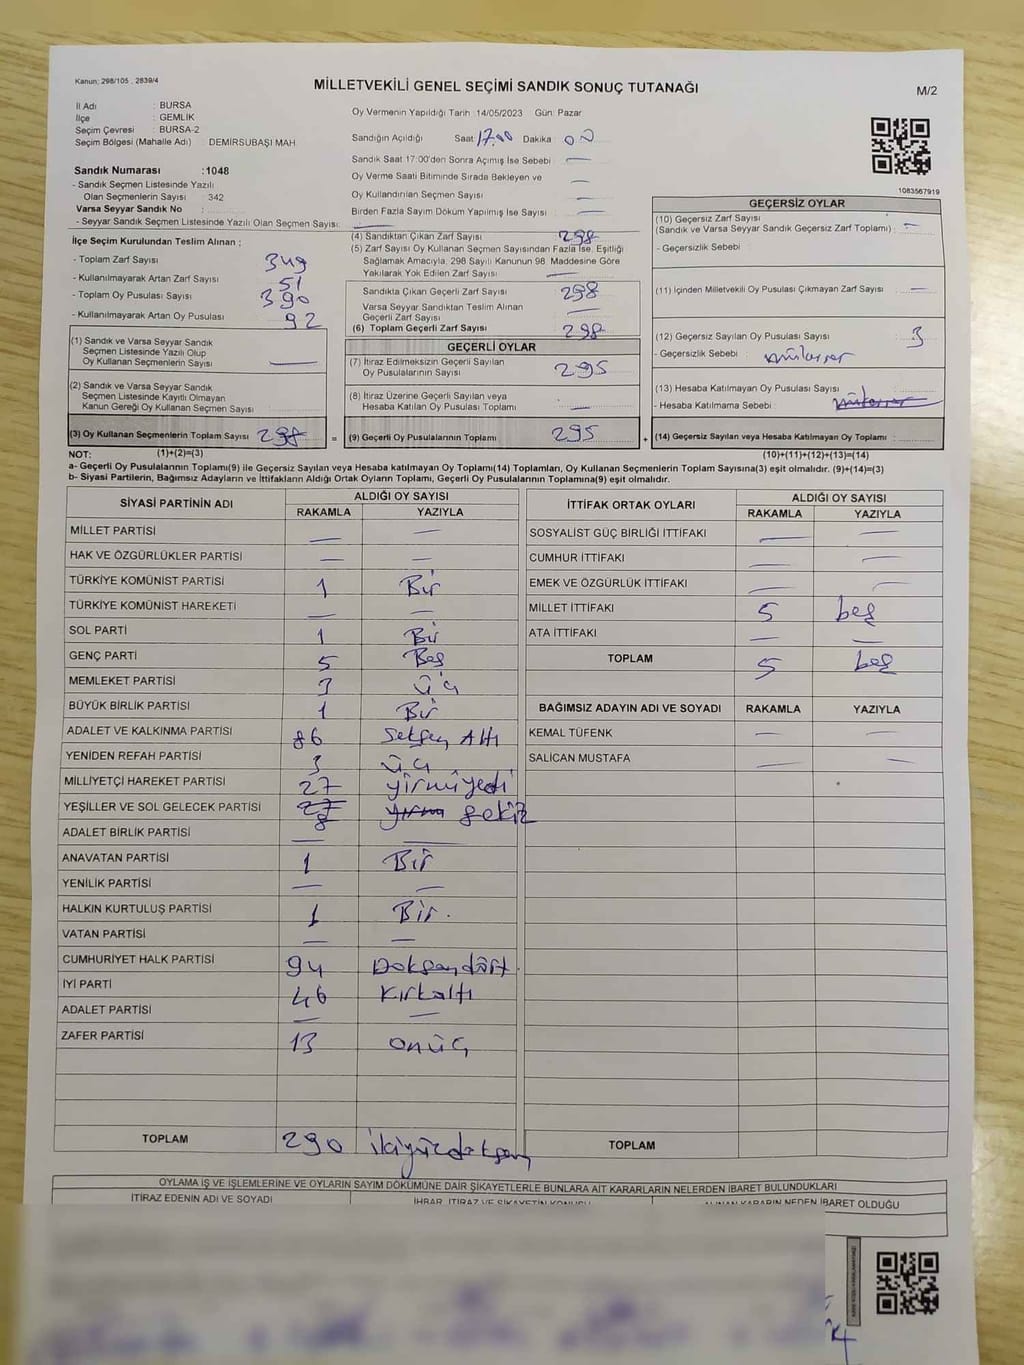 Kanun: 298/105 , 2839/4
MİLLETVEKİLİ GENEL SEÇİMİ SANDIK SONUÇ TUTANAĞI
M/2
İl Adı : BURSA
İlçe : GEMLİK
Seçim Çevresi : BURSA-2
Seçim Bölgesi (Mahalle Adı) DEMİRSUBAŞI MAH.
Sandık Numarası :1048
- Sandık Seçmen Listesinde Yazılı
Olan Seçmenlerin Sayısı 342
Varsa Seyyar Sandık No :
- Seyyar Sandık Seçmen Listesinde Yazılı Olan Seçmen Sayısı:
İlçe Seçim Kurulundan Teslim Alınan ;
- Toplam Zarf Sayısı 349
- Kullanılmayarak Artan Zarf Sayısı 51
- Toplam Oy Pusulası Sayısı 390
- Kullanılmayarak Artan Oy Pusulası 92
(1) Sandık ve Varsa Seyyar Sandık
Seçmen Listesinde Yazılı Olup
Oy Kullanan Seçmenlerin Sayısı —
(2) Sandık ve Varsa Seyyar Sandık
Seçmen Listesinde Kayıtlı Olmayan
Kanun Gereği Oy Kullanan Seçmen Sayısı
(3) Oy Kullanan Seçmenlerin Toplam Sayısı 298 =
Oy Vermenin Yapıldığı Tarih 14/05/2023 Gün: Pazar
Sandığın Açıldığı Saat 17.00 Dakika : 00
Sandık Saat 17:00'den Sonra Açılmış İse Sebebi : —
Oy Verme Saati Bitiminde Sırada Bekleyen ve
Oy Kullandırılan Seçmen Sayısı —
Birden Fazla Sayım Döküm Yapılmış İse Sayısı —
(4) Sandıktan Çıkan Zarf Sayısı 298
(5) Zarf Sayısı Oy Kullanan Seçmen Sayısından Fazla İse, Eşitliği
Sağlamak Amacıyla, 298 Sayılı Kanunun 98. Maddesine Göre
Yakılarak Yok Edilen Zarf Sayısı —
Sandıkta Çıkan Geçerli Zarf Sayısı 298
Varsa Seyyar Sandıktan Teslim Alınan
Geçerli Zarf Sayısı —
(6) Toplam Geçerli Zarf Sayısı 298
GEÇERLİ OYLAR
(7) İtiraz Edilmeksizin Geçerli Sayılan
Oy Pusulalarının Sayısı 295
(8) İtiraz Üzerine Geçerli Sayılan veya
Hesaba Katılan Oy Pusulası Toplamı —
(9) Geçerli Oy Pusulalarının Toplamı 295 +
1083567919
GEÇERSİZ OYLAR
(10) Geçersiz Zarf Sayısı
(Sandık ve Varsa Seyyar Sandık Geçersiz Zarf Toplamı) : —
- Geçersizlik Sebebi :
(11) İçinden Milletvekili Oy Pusulası Çıkmayan Zarf Sayısı —
(12) Geçersiz Sayılan Oy Pusulası Sayısı : 3
- Geçersizlik Sebebi :
(13) Hesaba Katılmayan Oy Pusulası Sayısı
- Hesaba Katılmama Sebebi :
(14) Geçersiz Sayılan veya Hesaba Katılmayan Oy Toplamı
NOT: (1)+(2)=(3) (10)+(11)+(12)+(13)=(14)
a- Geçerli Oy Pusulasının Toplamı(9) ile Geçersiz Sayılan veya Hesaba katılmayan Oy Toplamı(14) Toplamları, Oy Kullanan Seçmenlerin Toplam Sayısına(3) eşit olmalıdır. (9)+(14)=(3)
b- Siyasi Partilerin, Bağımsız Adayların ve İttifakların Aldığı Ortak Oyların Toplamı, Geçerli Oy Pusulalarının Toplamına(9) eşit olmalıdır.
SİYASİ PARTİNİN ADI ALDIĞI OY SAYISI
RAKAMLA YAZIYLA
MİLLET PARTİSİ — —
HAK VE ÖZGÜRLÜKLER PARTİSİ — —
TÜRKİYE KOMÜNİST PARTİSİ 1 Bir
TÜRKİYE KOMÜNİST HAREKETİ — —
SOL PARTİ 1 Bir
GENÇ PARTİ 5 Beş
MEMLEKET PARTİSİ 3 üç
BÜYÜK BİRLİK PARTİSİ 1 Bir
ADALET VE KALKINMA PARTİSİ 86 Seksen Altı
YENİDEN REFAH PARTİSİ 3 üç
MİLLİYETÇİ HAREKET PARTİSİ 27 yirmiyedi
YEŞİLLER VE SOL GELECEK PARTİSİ 27 8 yirmi sekiz
ADALET BİRLİK PARTİSİ — —
ANAVATAN PARTİSİ 1 Bir
YENİLİK PARTİSİ — —
HALKIN KURTULUŞ PARTİSİ 1 Bir.
VATAN PARTİSİ — —
CUMHURİYET HALK PARTİSİ 94 Doksandört.
İYİ PARTİ 46 Kırkaltı
ADALET PARTİSİ — —
ZAFER PARTİSİ 13 onüç
TOPLAM 290 ikiyüzdoksan
İTTİFAK ORTAK OYLARI ALDIĞI OY SAYISI
RAKAMLA YAZIYLA
SOSYALİST GÜÇ BİRLİĞİ İTTİFAKI — —
CUMHUR İTTİFAKI — —
EMEK VE ÖZGÜRLÜK İTTİFAKI — —
MİLLET İTTİFAKI 5 beş
ATA İTTİFAKI — —
TOPLAM 5 beş
BAĞIMSIZ ADAYIN ADI VE SOYADI RAKAMLA YAZIYLA
KEMAL TÜFENK — —
SALİCAN MUSTAFA — —
TOPLAM
OYLAMA İŞ VE İŞLEMLERİNE VE OYLARIN SAYIM DÖKÜMÜNE DAİR ŞİKAYETLERLE BUNLARA AİT KARARLARIN NELERDEN İBARET BULUNDUKLARI
İTİRAZ EDENİN ADI VE SOYADI İHBAR, İTİRAZ VE ŞİKAYETİN KONUSU ALINAN KARARIN NEDEN İBARET OLDUĞU